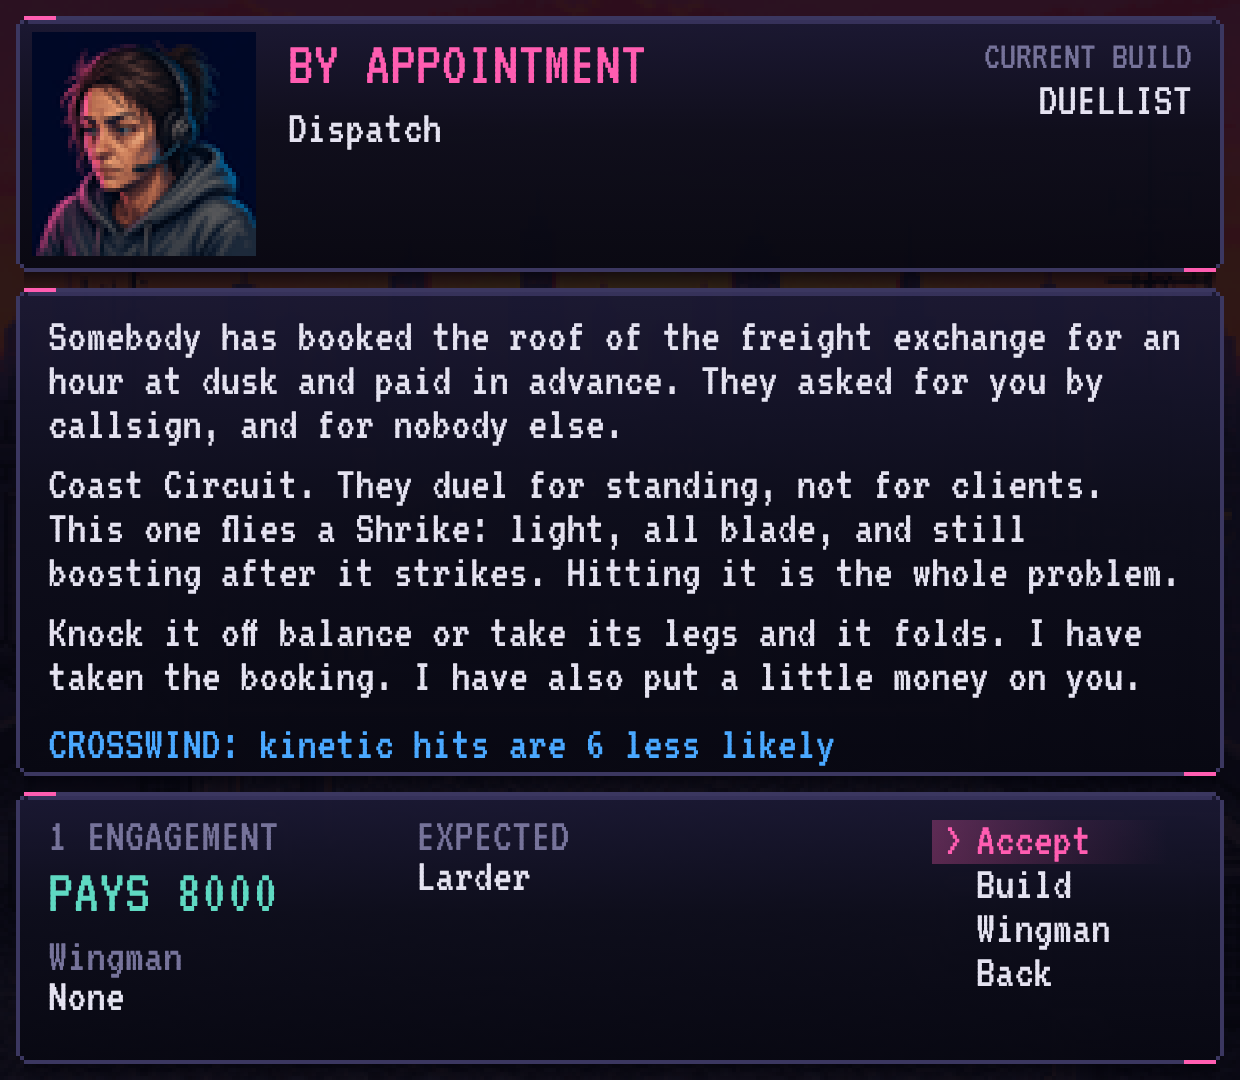 BY APPOINTMENT
Dispatch
CURRENT BUILD
DUELLIST
Somebody has booked the roof of the freight exchange for an
hour at dusk and paid in advance. They asked for you by
callsign, and for nobody else.
Coast Circuit. They duel for standing, not for clients.
This one flies a Shrike: light, all blade, and still
boosting after it strikes. Hitting it is the whole problem.
Knock it off balance or take its legs and it folds. I have
taken the booking. I have also put a little money on you.
CROSSWIND: kinetic hits are 6 less likely
1 ENGAGEMENT
PAYS 8000
Wingman
None
EXPECTED
Larder
> Accept
Build
Wingman
Back